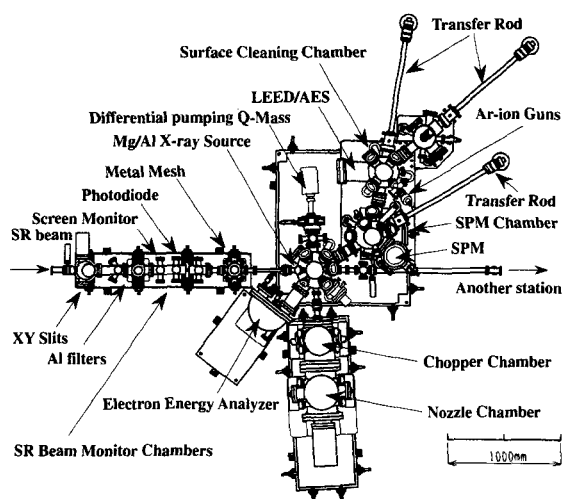 Transfer Rod
Surface Cleaning Chamber
LEED/AES
Differential pumping Q-Mass
Ar-ion Guns
Mg/Al X-ray Source
Metal Mesh
Photodiode
Transfer Rod
Screen Monitor
SPM Chamber
SR beam
SPM
Another station
XY Slits
Al filters
Chopper Chamber
Electron Energy Analyzer
Nozzle Chamber
SR Beam Monitor Chambers
1000mm